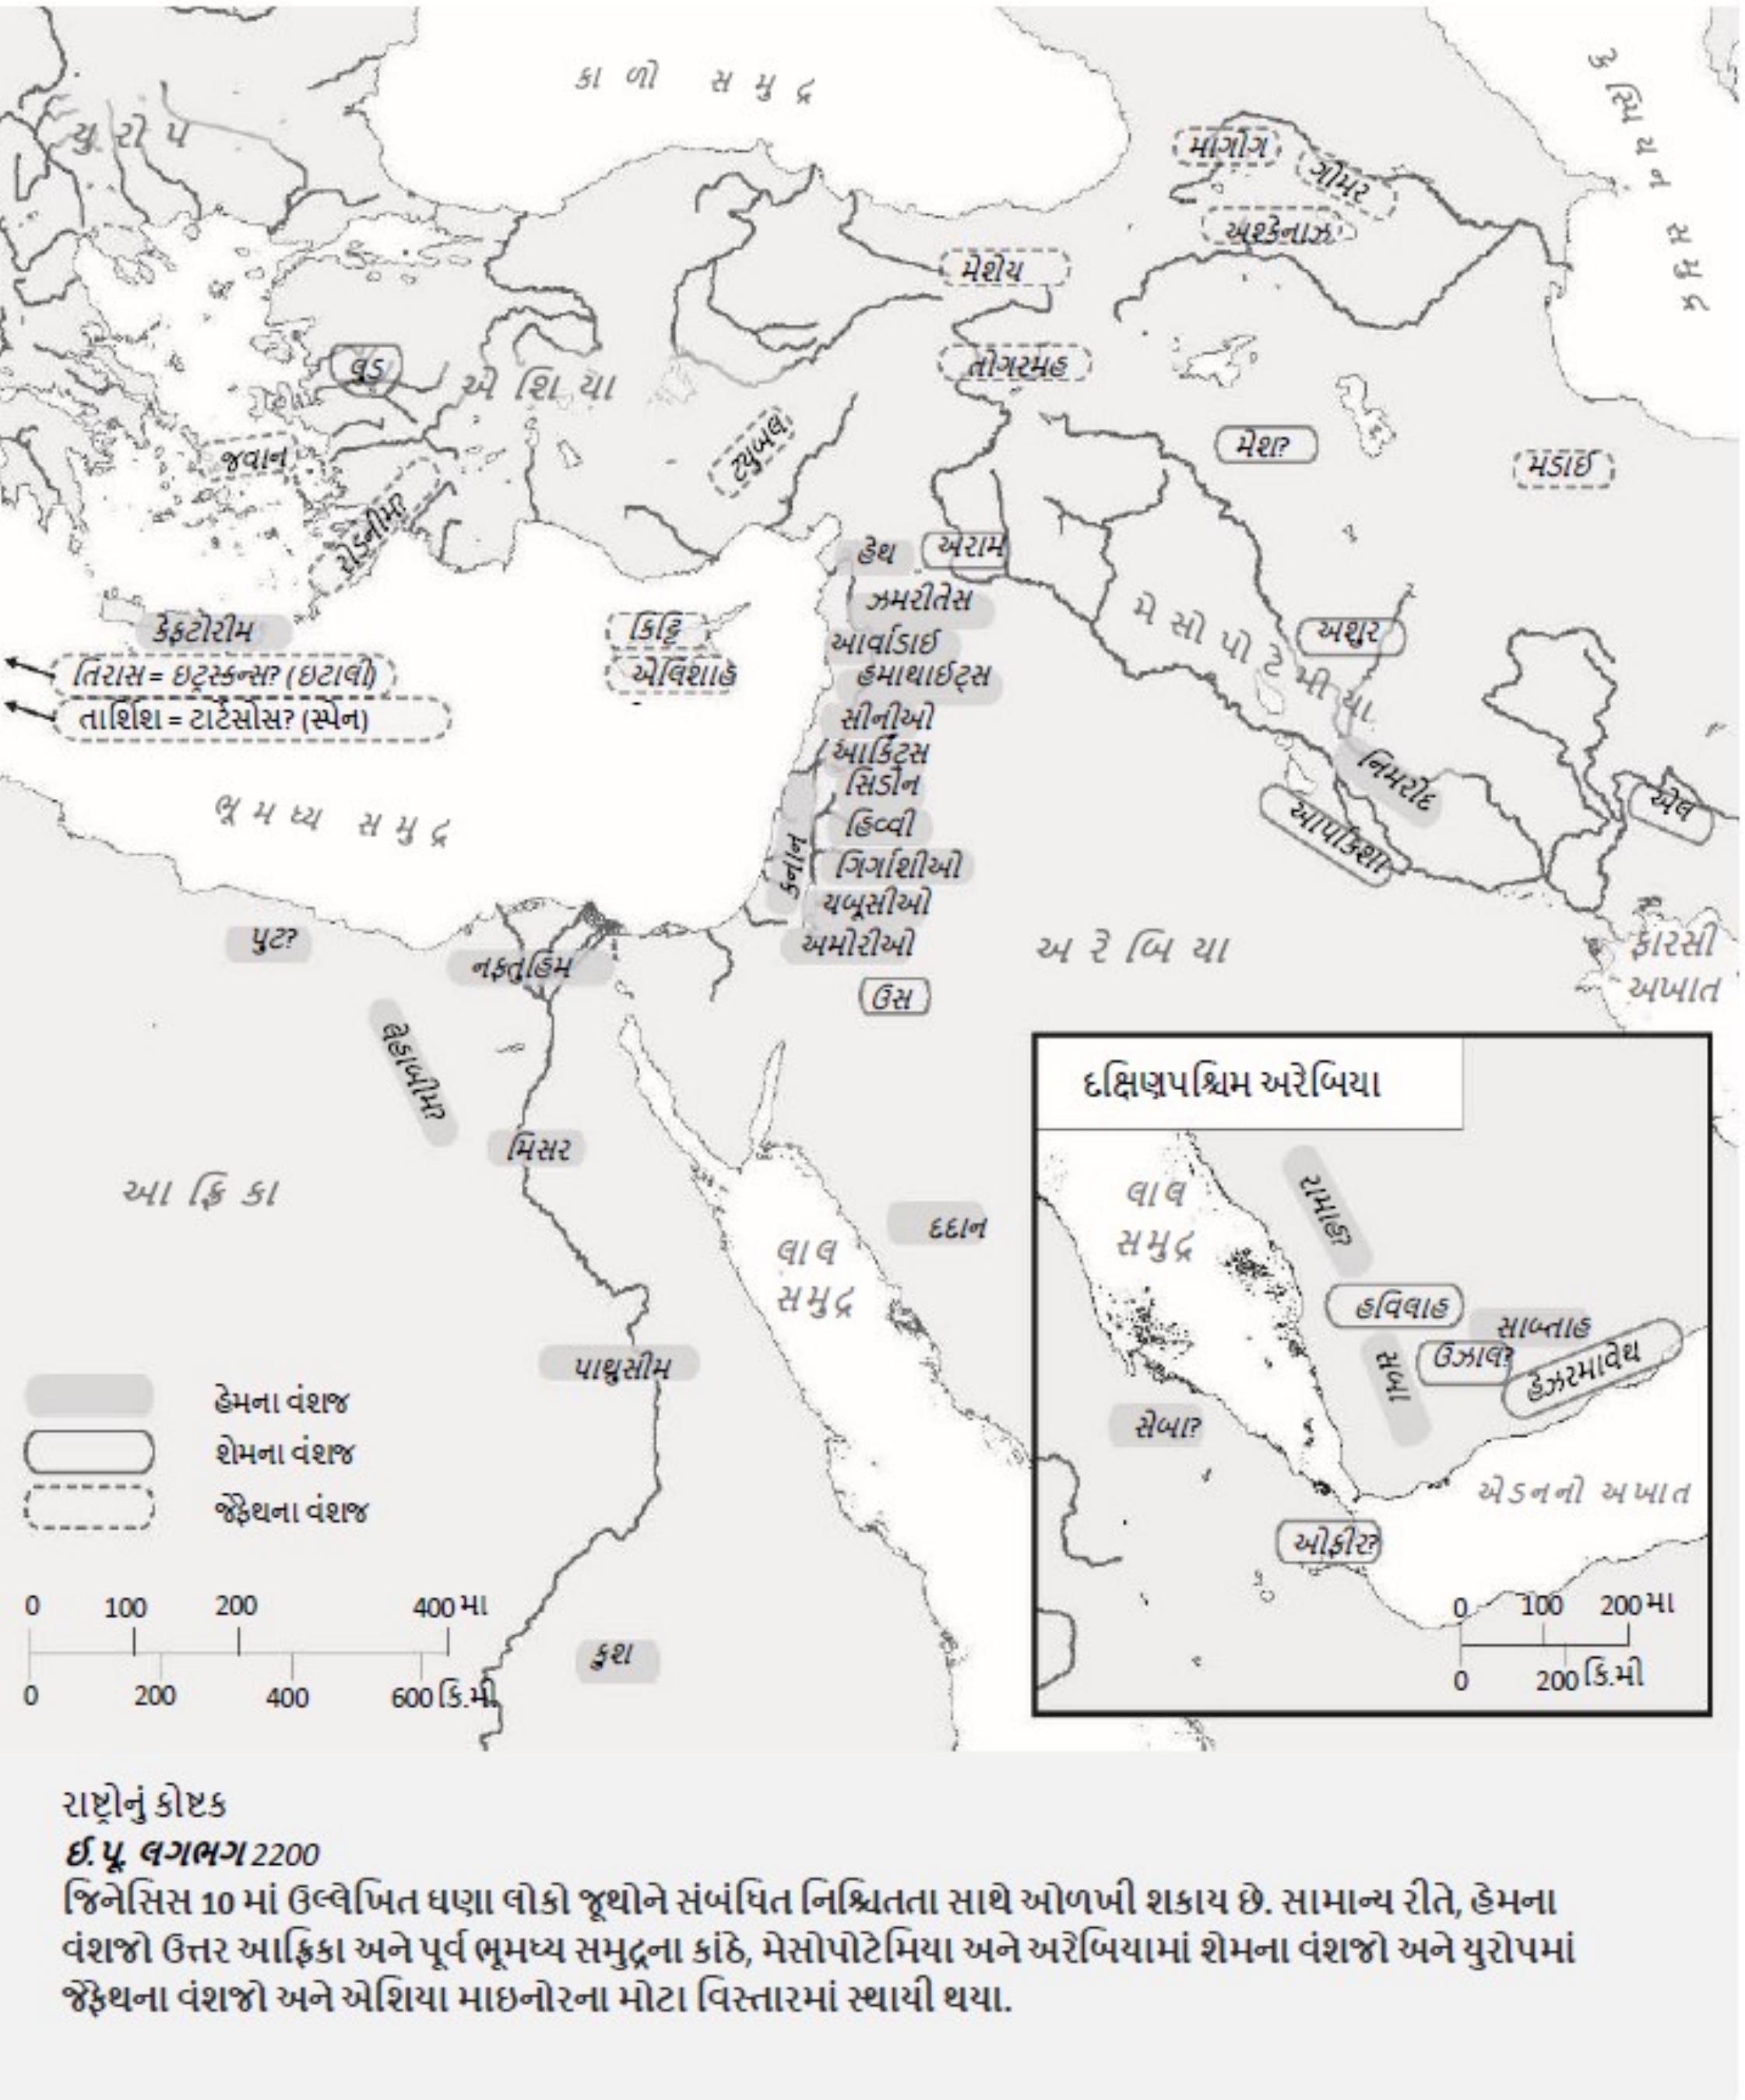 કાળો સમુદ્ર
કેસ્પિયન સમુદ્ર
યુરોપ
માગોગ
ગોમર
અશ્કેનાઝ
મેશેય
લુડ
એશિયા
તોગરમહ
ટ્યુબલ
મેશ?
મડાઈ
જવાન
રોડનીમ?
હેથ
અરામ
ઝમરીતેસ
મેસોપોટેમીયા
અશુર
કેફટોરીમ
કિટ્ટિ
આર્વાડાઈ
તિરાસ = ઇટ્રસ્કન્સ? (ઇટાલી)
એલિશાહ
હમાથાઈટ્સ
તાર્શિશ = ટાર્ટેસોસ? (સ્પેન)
સીનીઓ
આર્કિટ્સ
સિડોન
નિમરોદ
ભૂમધ્ય સમુદ્ર
હિવ્વી
આર્પાકશા
એલ
કનાન
ગિર્ગાશીઓ
યબૂસીઓ
પુટ?
અમોરીઓ
અરેબિયા
ફારસી
અખાત
નફતુહિમ
ઉસ
લેહાબીમ?
દક્ષિણપશ્ચિમ અરેબિયા
મિસર
આફ્રિકા
દદાન
લાલ
સમુદ્ર
લાલ
સમુદ્ર
રામાહ?
હવિલાહ
સાબ્તાહ
ઉઝાલ?
હેઝરમાવેથ
સબા
સેબા?
એડનનો અખાત
ઓફીર?
પાથ્રુસીમ
હેમના વંશજ
શેમના વંશજ
જેફેથના વંશજ
0 100 200 400 મા
0 200 400 600 કિ.મી.
કુશ
0 100 200 મા
0 200 કિ.મી
રાષ્ટ્રોનું કોષ્ટક
ઈ.પૂ. લગભગ 2200
જિનેસિસ 10 માં ઉલ્લેખિત ઘણા લોકો જૂથોને સંબંધિત નિશ્ચિતતા સાથે ઓળખી શકાય છે. સામાન્ય રીતે, હેમના
વંશજો ઉત્તર આફ્રિકા અને પૂર્વ ભૂમધ્ય સમુદ્રના કાંઠે, મેસોપોટેમિયા અને અરેબિયામાં શેમના વંશજો અને યુરોપમાં
જેફેથના વંશજો અને એશિયા માઇનોરના મોટા વિસ્તારમાં સ્થાયી થયા.